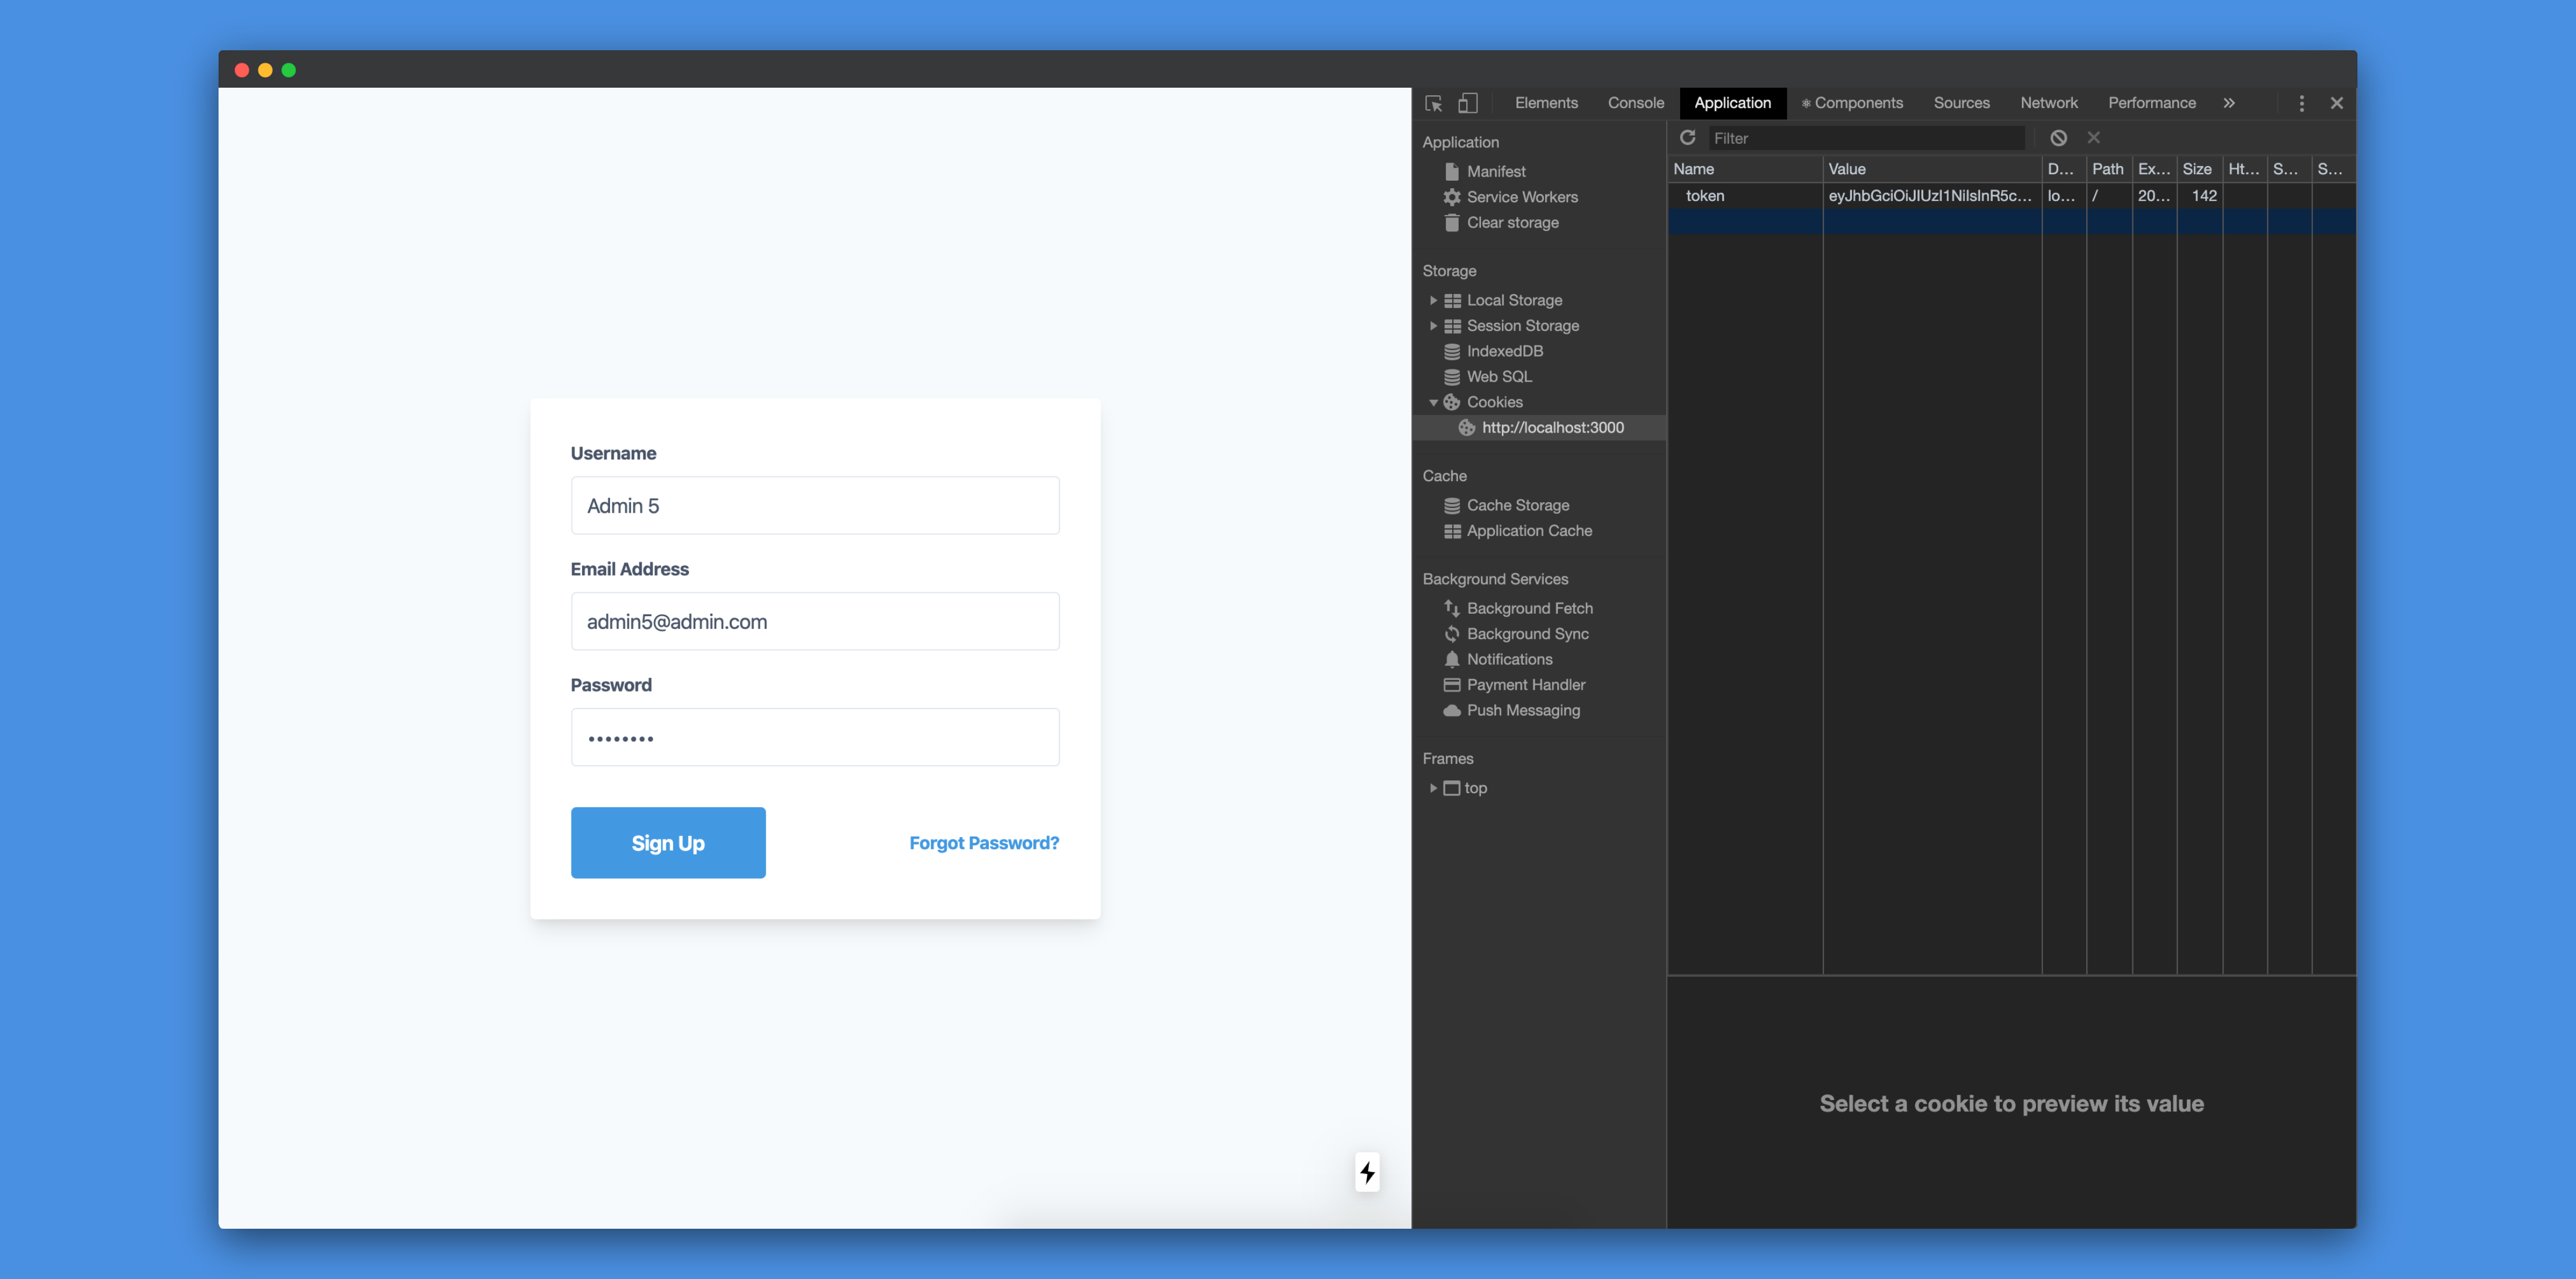 Username
Admin 5
Email Address
admin5@admin.com
Password
••••••••
Sign Up
Forgot Password?
Elements Console Application Components Sources Network Performance »
Application
Manifest
Service Workers
Clear storage
Storage
Local Storage
Session Storage
IndexedDB
Web SQL
Cookies
http://localhost:3000
Cache
Cache Storage
Application Cache
Background Services
Background Fetch
Background Sync
Notifications
Payment Handler
Push Messaging
Frames
top
Filter
Name Value D... Path Ex... Size Ht... S... S...
token eyJhbGciOiJIUzI1NiIsInR5c... lo... / 20... 142
Select a cookie to preview its value